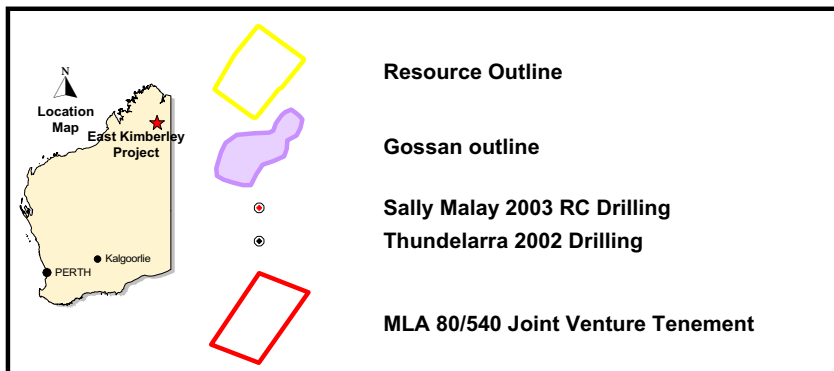 N
Location
Map
East Kimberley
Project
Kalgoorlie
PERTH
Resource Outline
Gossan outline
Sally Malay 2003 RC Drilling
Thundelarra 2002 Drilling
MLA 80/540 Joint Venture Tenement